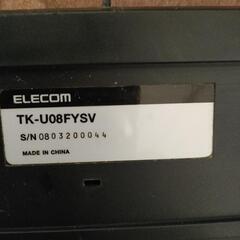 ELECOM
TK-U08FYSV
S/N 0803200044
MADE IN CHINA